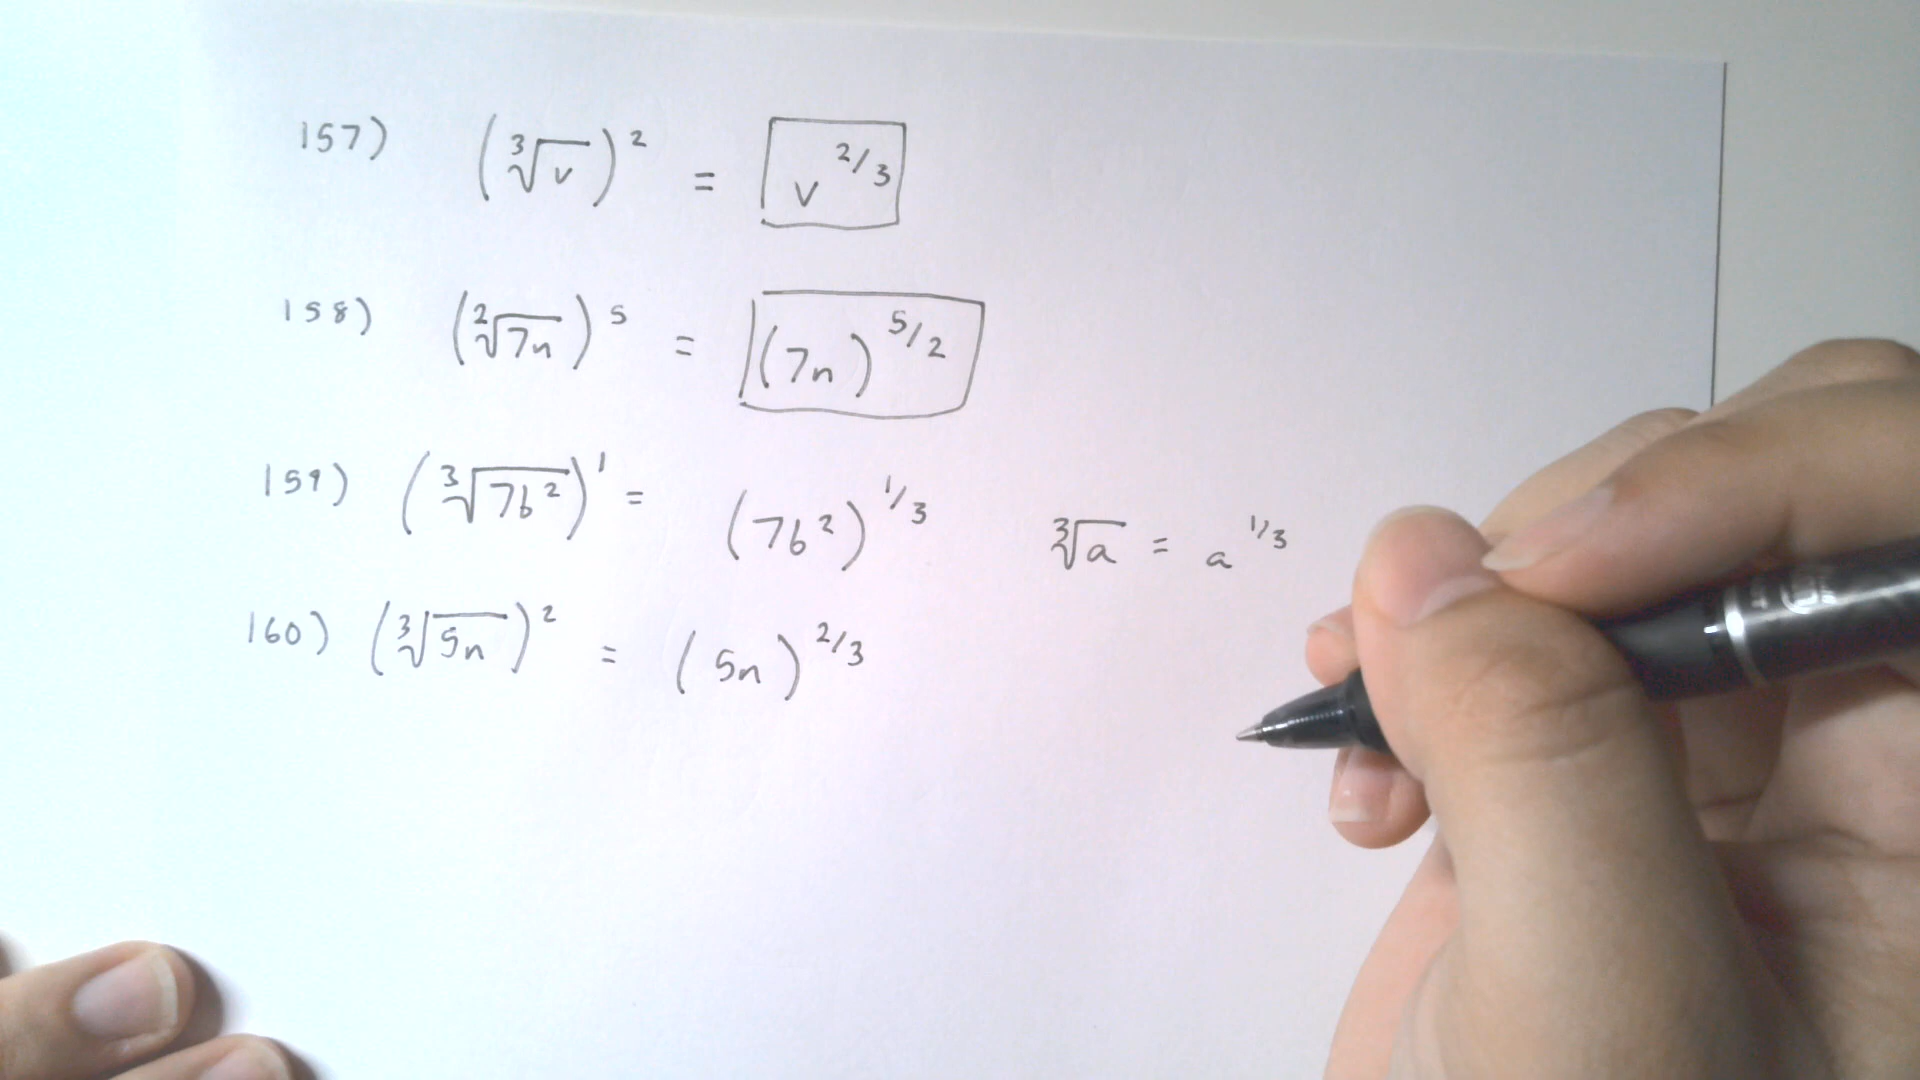 157) (∛v)² = v^2/3
158) (²√7n)⁵ = (7n)^5/2
159) (∛7b²)¹ = (7b²)^1/3 ∛a = a^1/3
160) (∛5n)² = (5n)^2/3